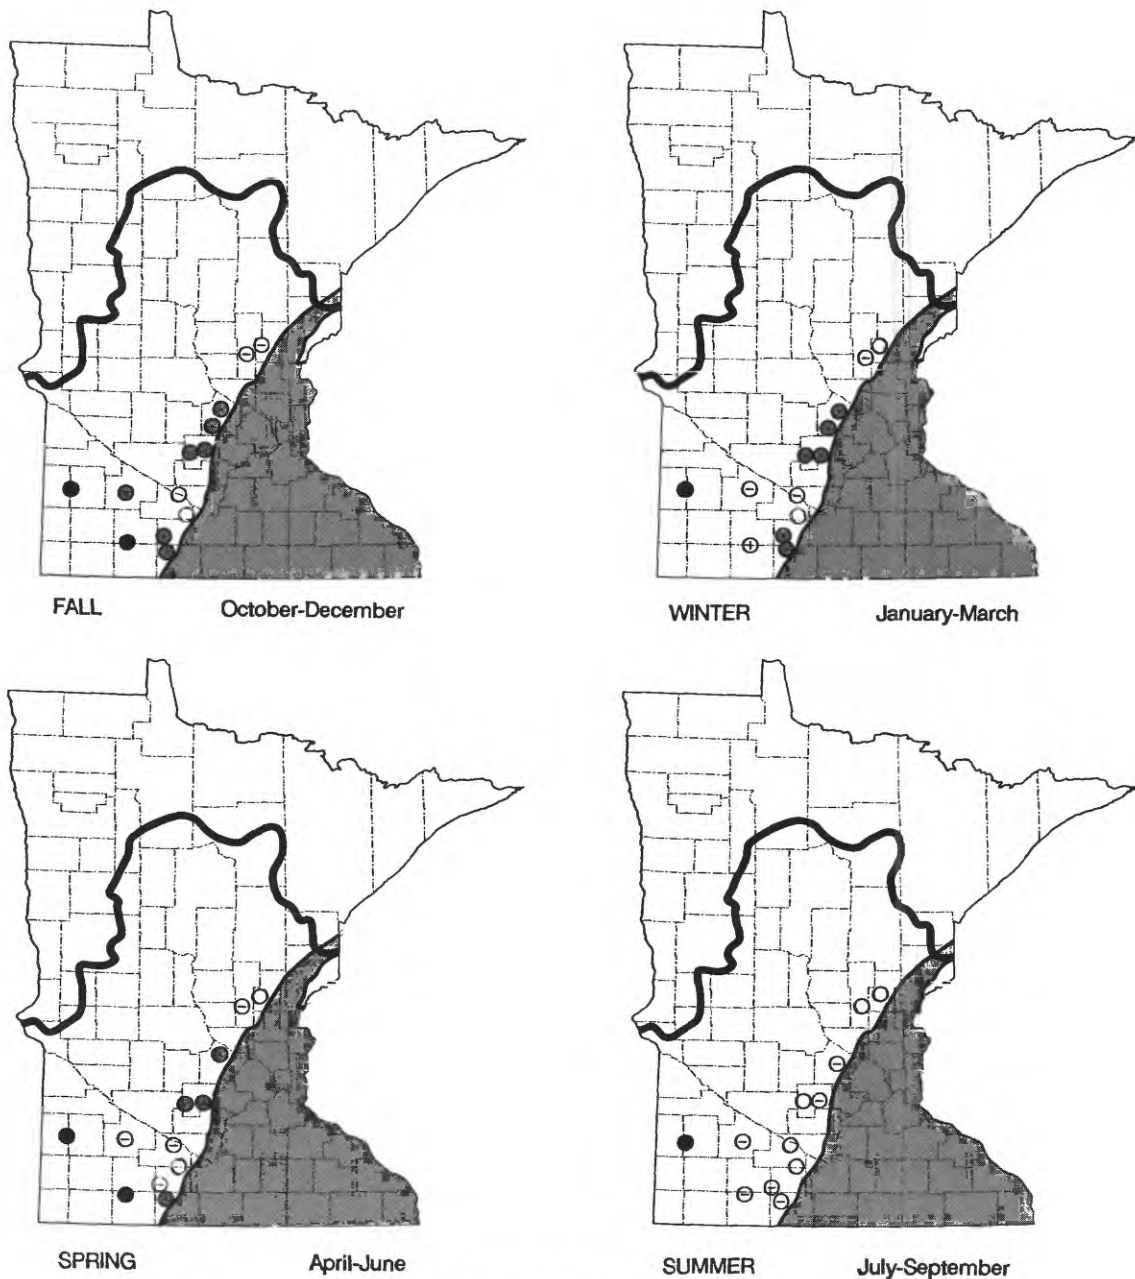 FALL October-December
WINTER January-March
SPRING April-June
SUMMER July-September